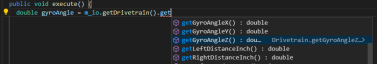 public void execute() {
double gyroAngle = m_io.getDrivetrain().get
getGyroAngleX() : double
getGyroAngleY() : double
getGyroAngleZ() : dou... Drivetrain.getGyroAngleZ...
getLeftDistanceInch() : double
getRightDistanceInch() : double